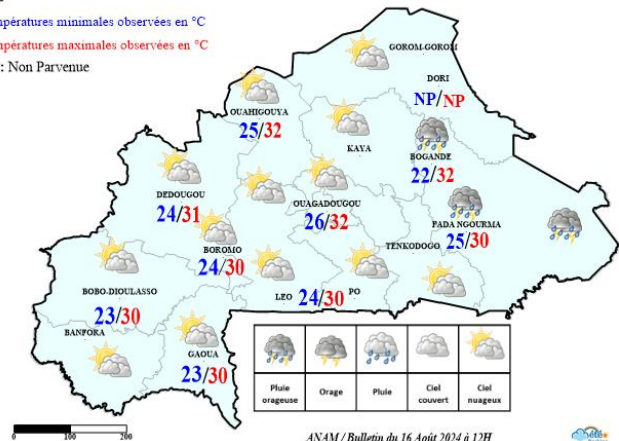 mpératures minimales observées en °C
mpératures maximales observées en °C
: Non Parvenue
GOROM-GOROM
DORI
NP/NP
OUAHIGOUYA
25/32
KAYA
BOGANDE
22/32
DEDOUGOU
24/31
OUAGADOUGOU
26/32
FADA NGOURMA
25/30
TENKODOGO
BOROMO
24/30
BOBO-DIOULASSO
23/30
LEO
24/30
PO
BANFORA
GAOUA
23/30
Pluie orageuse
Orage
Pluie
Ciel couvert
Ciel nuageux
0 100 200
ANAM / Bulletin du 16 Août 2024 à 12H